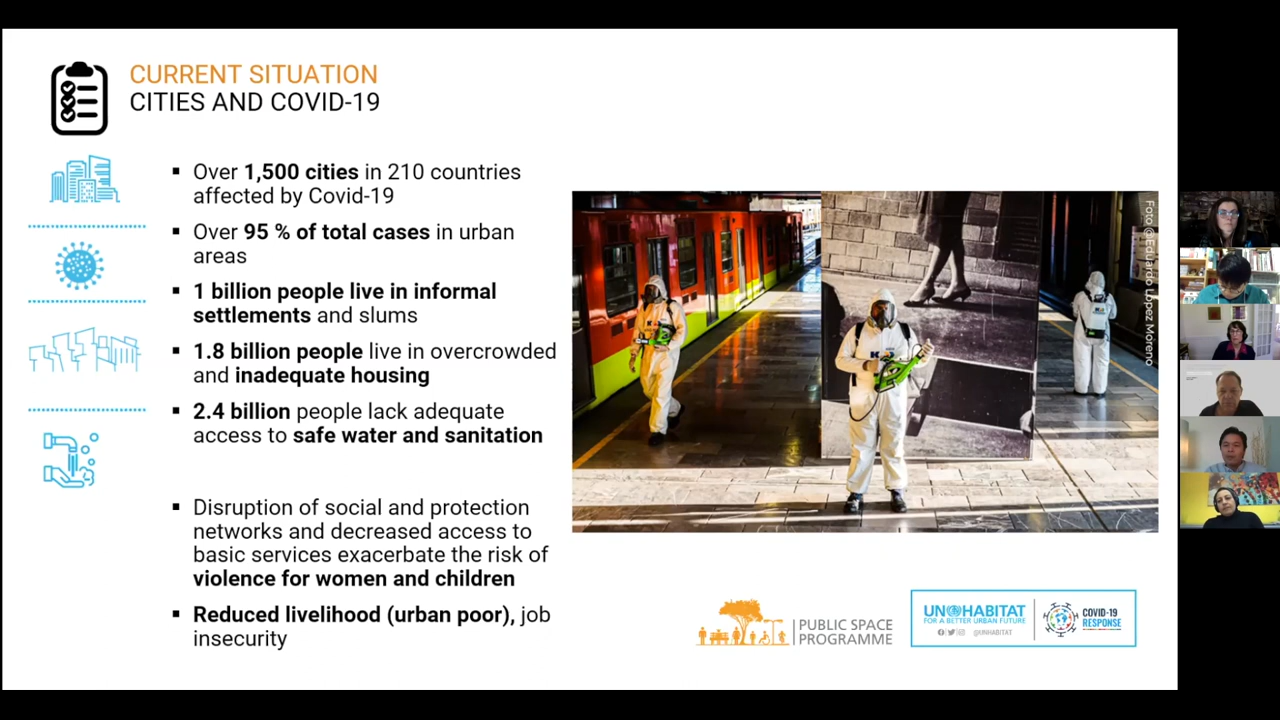 CURRENT SITUATION
CITIES AND COVID-19
▪ Over 1,500 cities in 210 countries
affected by Covid-19
▪ Over 95 % of total cases in urban
areas
▪ 1 billion people live in informal
settlements and slums
▪ 1.8 billion people live in overcrowded
and inadequate housing
▪ 2.4 billion people lack adequate
access to safe water and sanitation
▪ Disruption of social and protection
networks and decreased access to
basic services exacerbate the risk of
violence for women and children
▪ Reduced livelihood (urban poor), job
insecurity
Foto @Eduardo López Moreno
PUBLIC SPACE
PROGRAMME
UN HABITAT
FOR A BETTER URBAN FUTURE
@UNHABITAT
COVID-19
RESPONSE